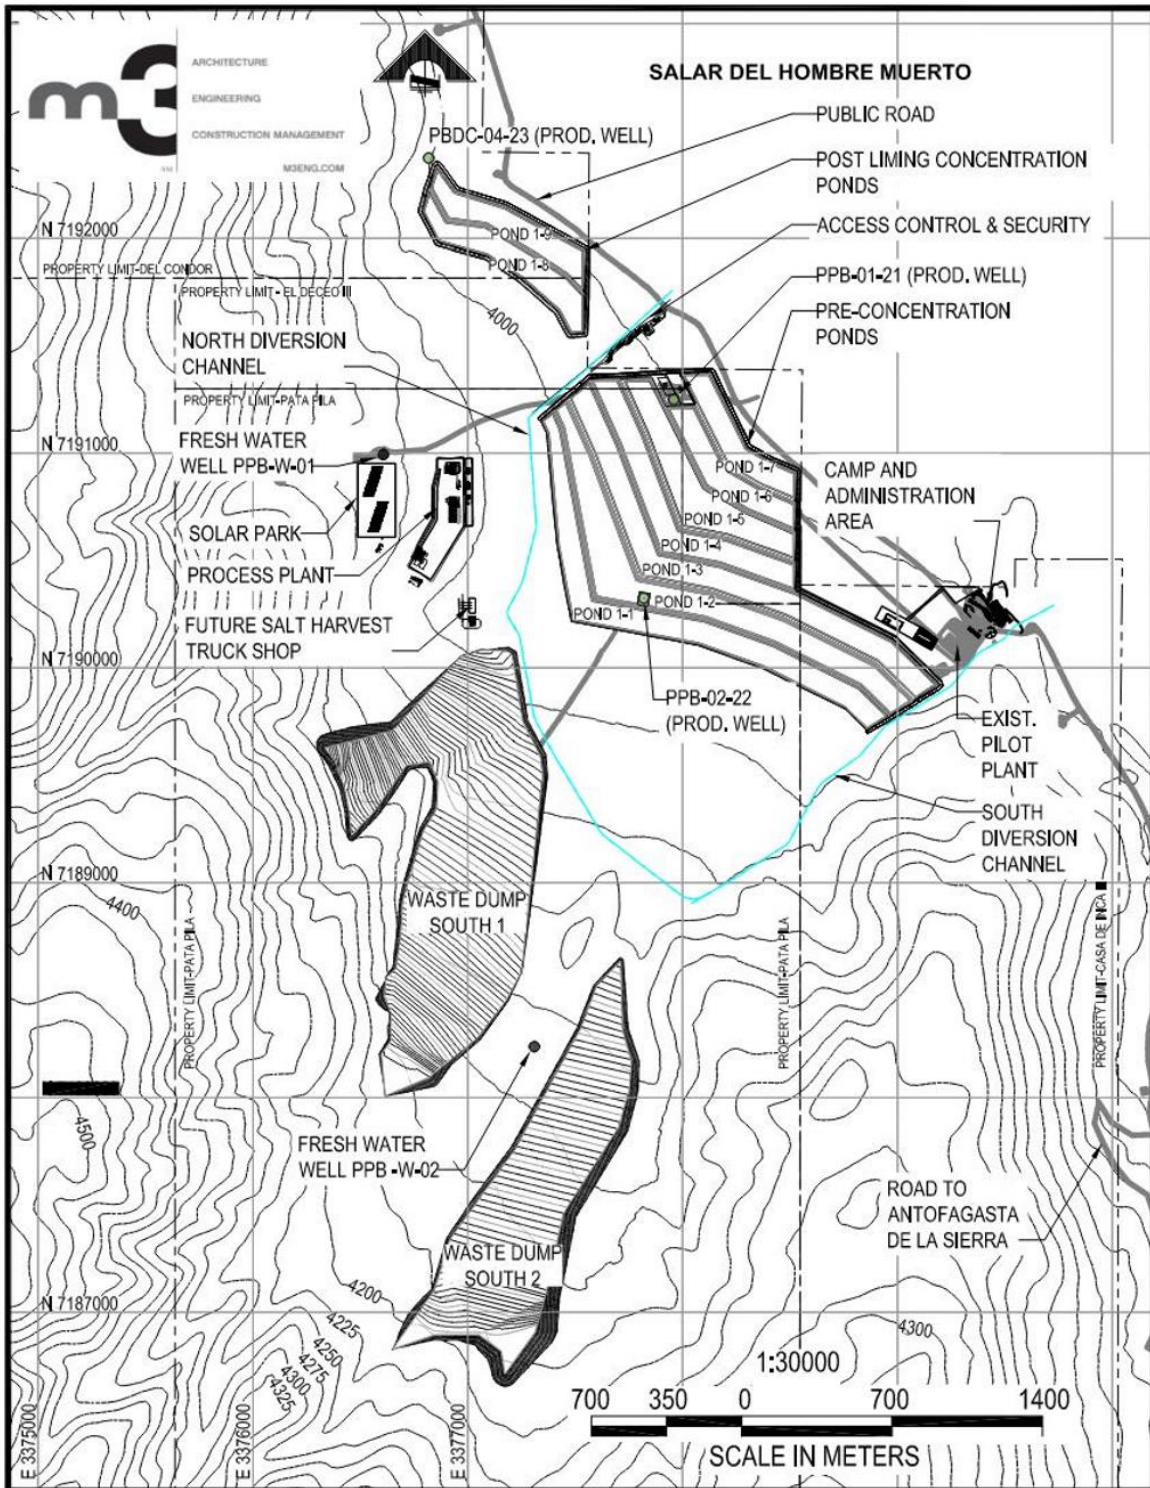 m3
ARCHITECTURE
ENGINEERING
CONSTRUCTION MANAGEMENT
M3ENG.COM
SALAR DEL HOMBRE MUERTO
PUBLIC ROAD
PBDC-04-23 (PROD. WELL)
POST LIMING CONCENTRATION
PONDS
ACCESS CONTROL & SECURITY
N 7192000
POND 1-9
POND 1-8
PROPERTY LIMIT-DEL CONDOR
PROPERTY LIMIT - EL DECEO III
PPB-01-21 (PROD. WELL)
PRE-CONCENTRATION
PONDS
4000
NORTH DIVERSION
CHANNEL
PROPERTY LIMIT-PATA PILA
N 7191000
FRESH WATER
WELL PPB-W-01
SOLAR PARK
PROCESS PLANT
FUTURE SALT HARVEST
TRUCK SHOP
POND 1-7
POND 1-6
POND 1-5
POND 1-4
POND 1-3
POND 1-2
POND 1-1
CAMP AND
ADMINISTRATION
AREA
N 7190000
PPB-02-22
(PROD. WELL)
EXIST.
PILOT
PLANT
SOUTH
DIVERSION
CHANNEL
N 7189000
4400
WASTE DUMP
SOUTH 1
PROPERTY LIMIT-PATA PILA
PROPERTY LIMIT-PATA PILA
PROPERTY LIMIT-CASA DE INCA
4500
FRESH WATER
WELL PPB -W-02
ROAD TO
ANTOFAGASTA
DE LA SIERRA
WASTE DUMP
SOUTH 2
N 7187000
4200
4225
4250
4275
4300
4325
4300
1:30000
700 350 0 700 1400
SCALE IN METERS
E 3375000
E 3376000
E 3377000